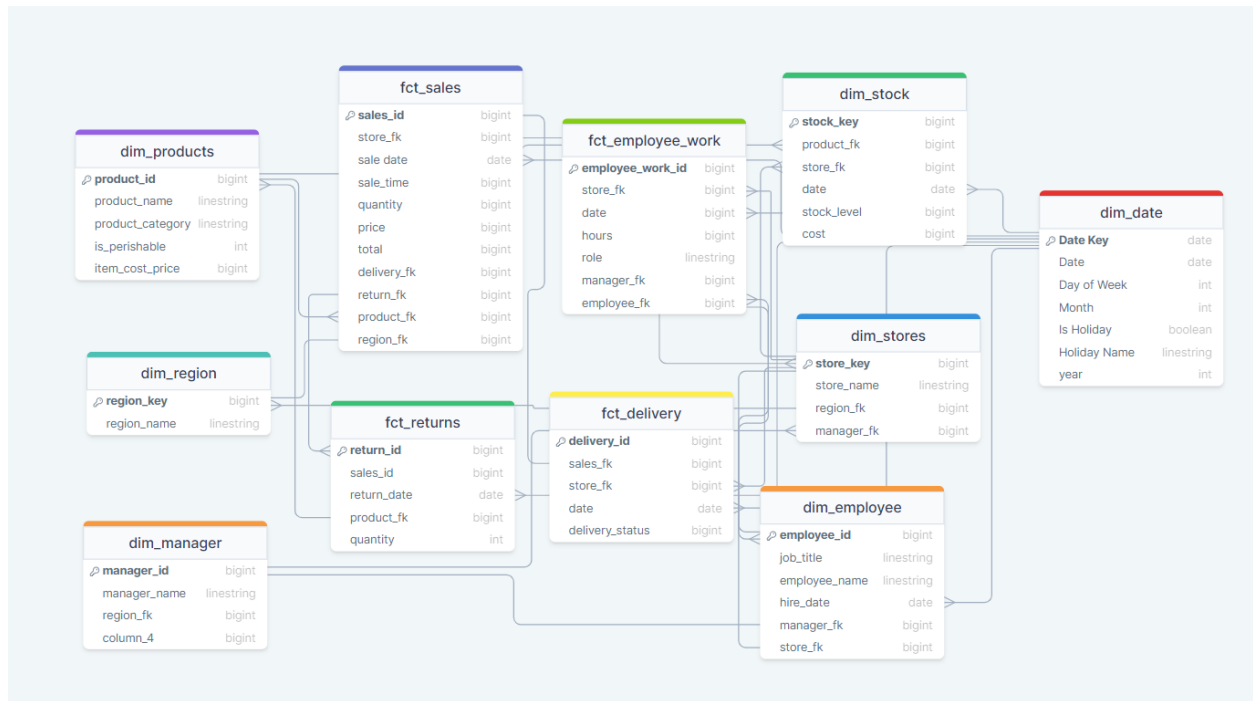 fct_sales
sales_id bigint
store_fk bigint
sale date date
sale_time bigint
quantity bigint
price bigint
total bigint
delivery_fk bigint
return_fk bigint
product_fk bigint
region_fk bigint
dim_stock
stock_key bigint
product_fk bigint
store_fk bigint
date date
stock_level bigint
cost bigint
fct_employee_work
employee_work_id bigint
store_fk bigint
date bigint
hours bigint
role linestring
manager_fk bigint
employee_fk bigint
dim_products
product_id bigint
product_name linestring
product_category linestring
is_perishable int
item_cost_price bigint
dim_date
Date Key date
Date date
Day of Week int
Month int
Is Holiday boolean
Holiday Name linestring
year int
dim_stores
store_key bigint
store_name linestring
region_fk bigint
manager_fk bigint
dim_region
region_key bigint
region_name linestring
fct_returns
return_id bigint
sales_id bigint
return_date date
product_fk bigint
quantity int
fct_delivery
delivery_id bigint
sales_fk bigint
store_fk bigint
date date
delivery_status bigint
dim_employee
employee_id bigint
job_title linestring
employee_name linestring
hire_date date
manager_fk bigint
store_fk bigint
dim_manager
manager_id bigint
manager_name linestring
region_fk bigint
column_4 bigint